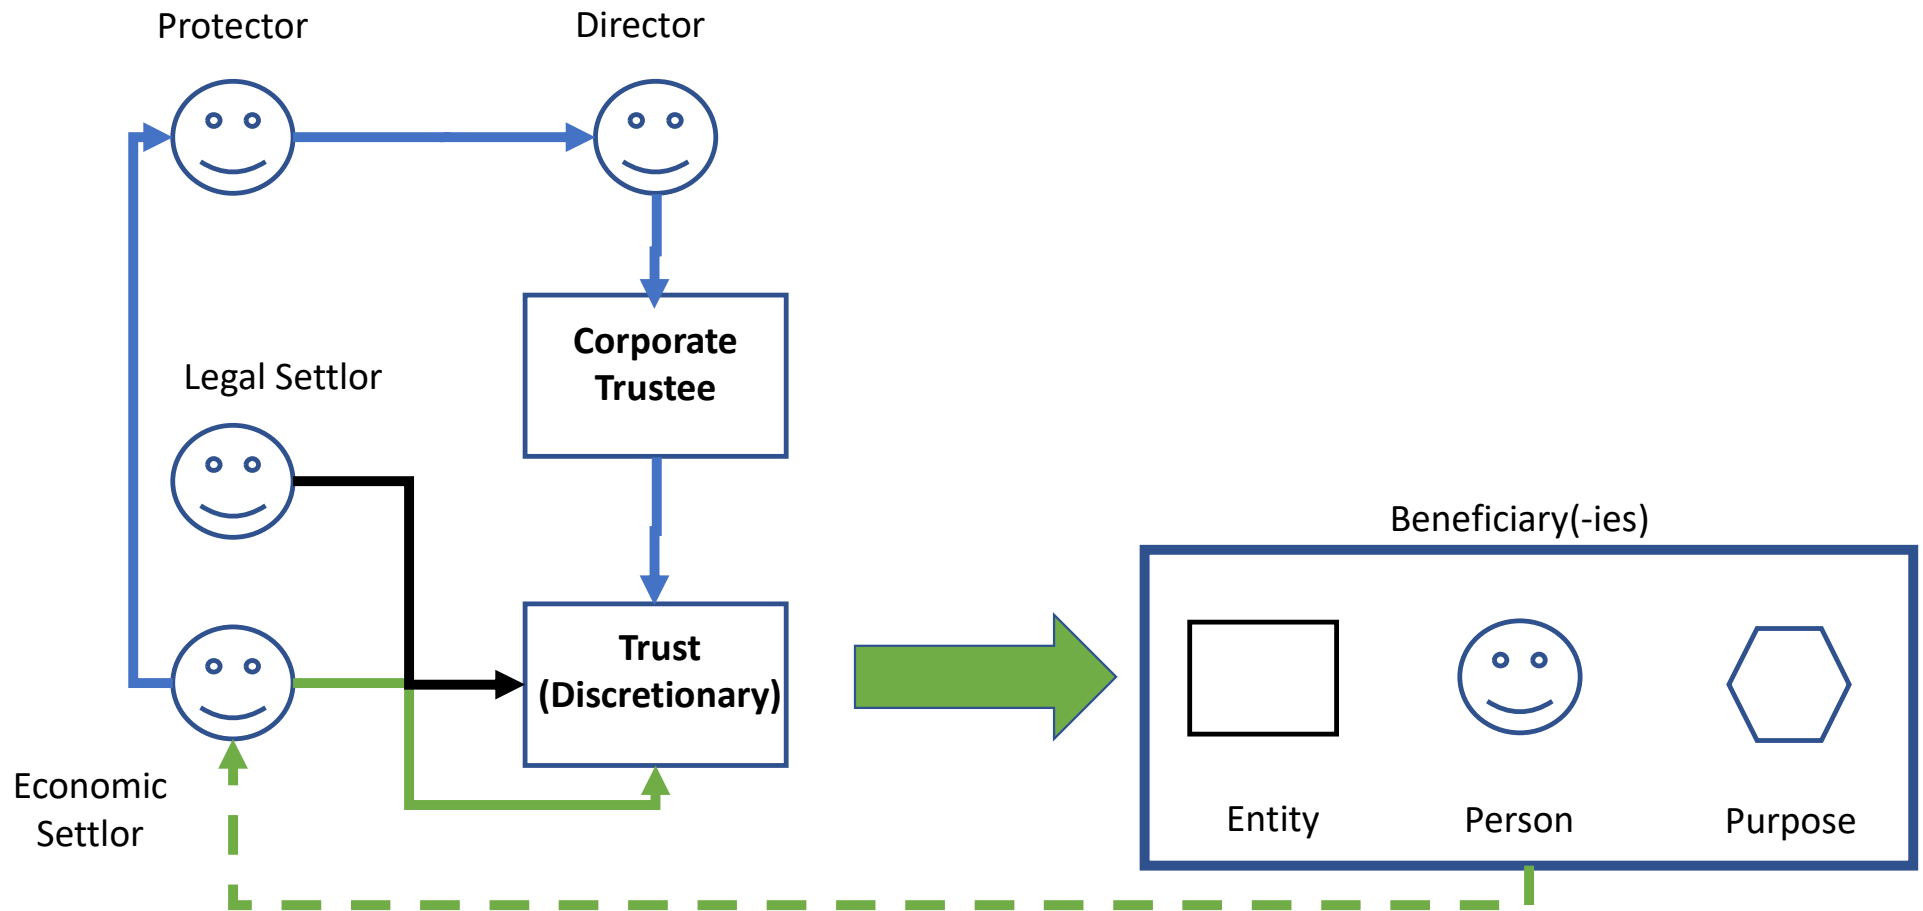 Protector
Director
Corporate
Trustee
Legal Settlor
Beneficiary(-ies)
Trust
(Discretionary)
Economic
Settlor
Entity
Person
Purpose